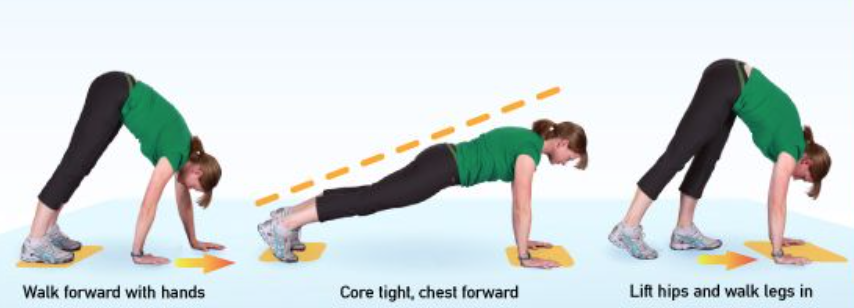 Walk forward with hands
Core tight, chest forward
Lift hips and walk legs in